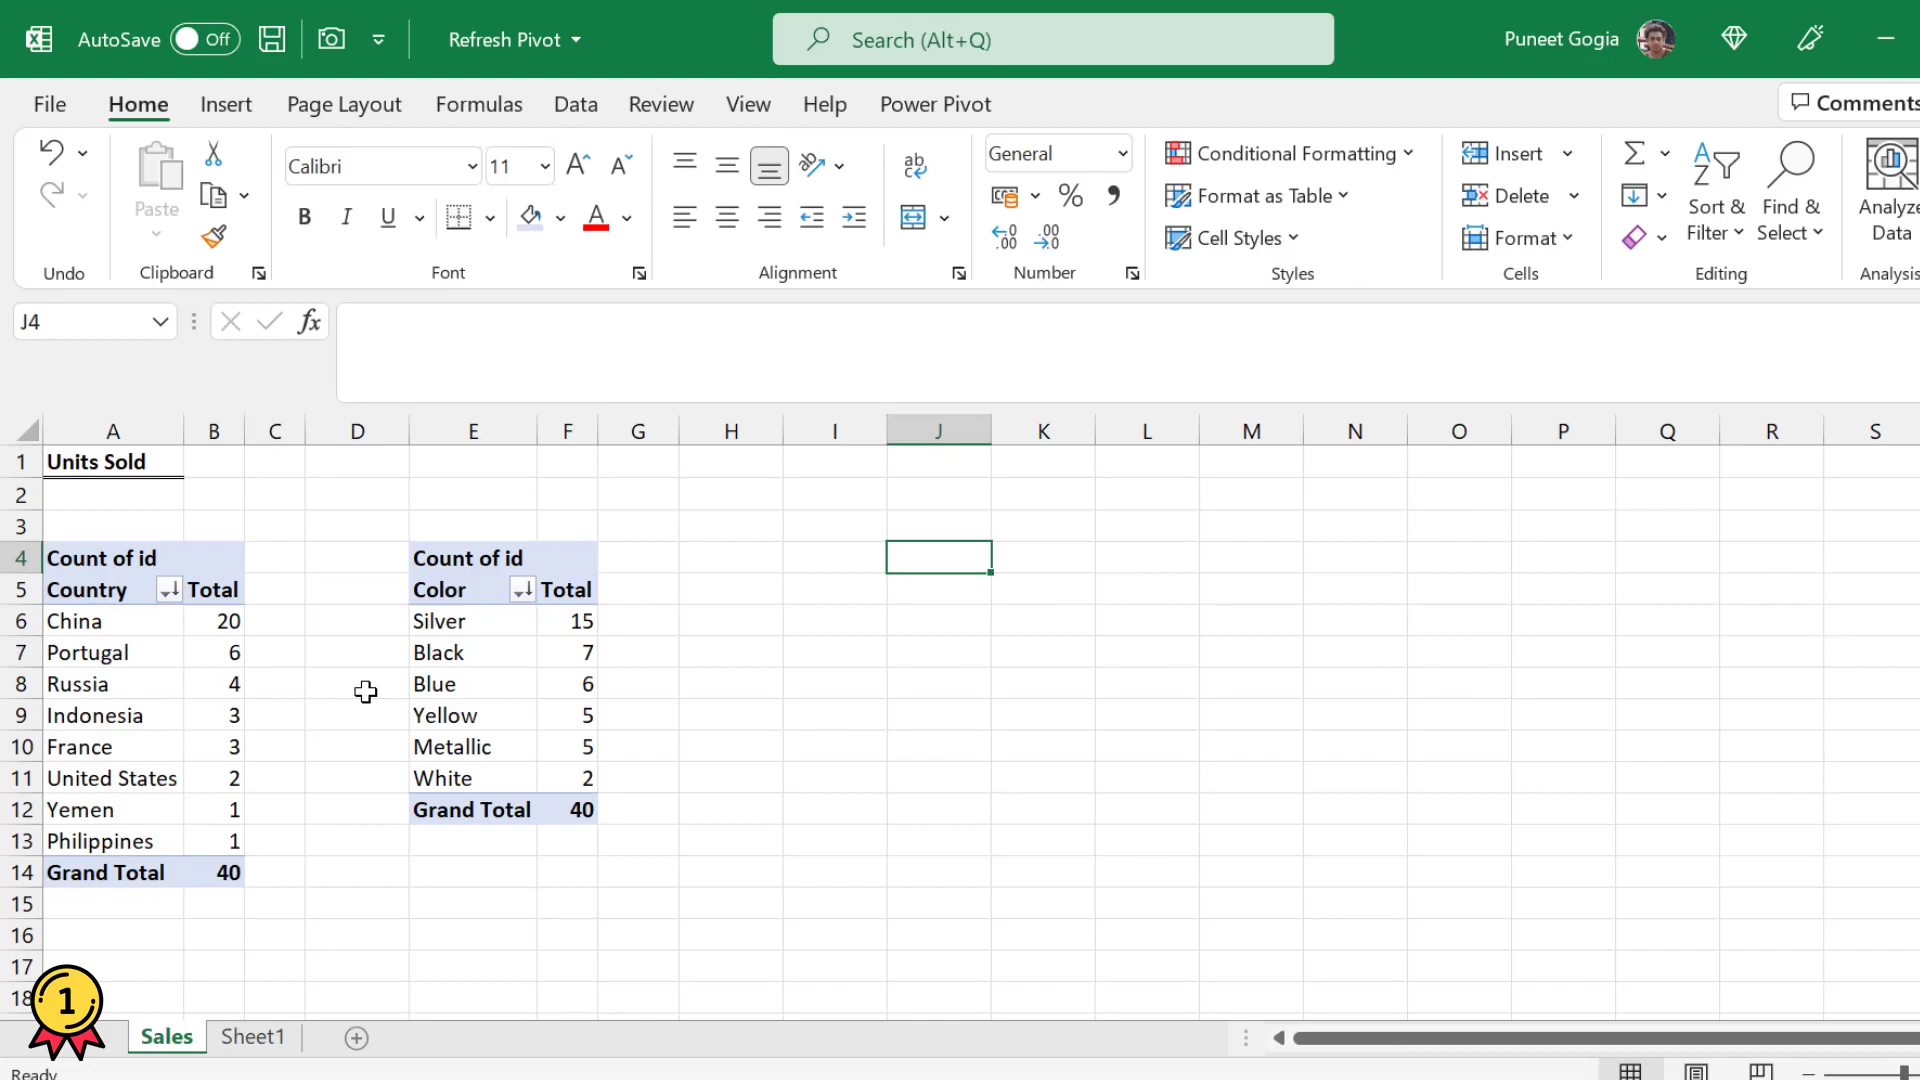 AutoSave Off Refresh Pivot Search (Alt+Q) Puneet Gogia
File Home Insert Page Layout Formulas Data Review View Help Power Pivot Comments
Paste
Undo
Clipboard
Calibri 11
B I U A
Font
ab
Alignment
General
%
Number
Conditional Formatting
Format as Table
Cell Styles
Styles
Insert
Delete
Format
Cells
Sort &
Filter
Find &
Select
Editing
Analyze
Data
Analysis
J4 fx
A B C D E F G H I J K L M N O P Q R S
1 Units Sold
2
3
4 Count of id Count of id
5 Country Total Color Total
6 China 20 Silver 15
7 Portugal 6 Black 7
8 Russia 4 Blue 6
9 Indonesia 3 Yellow 5
10 France 3 Metallic 5
11 United States 2 White 2
12 Yemen 1 Grand Total 40
13 Philippines 1
14 Grand Total 40
15
16
17
18
1
Sales Sheet1
Ready